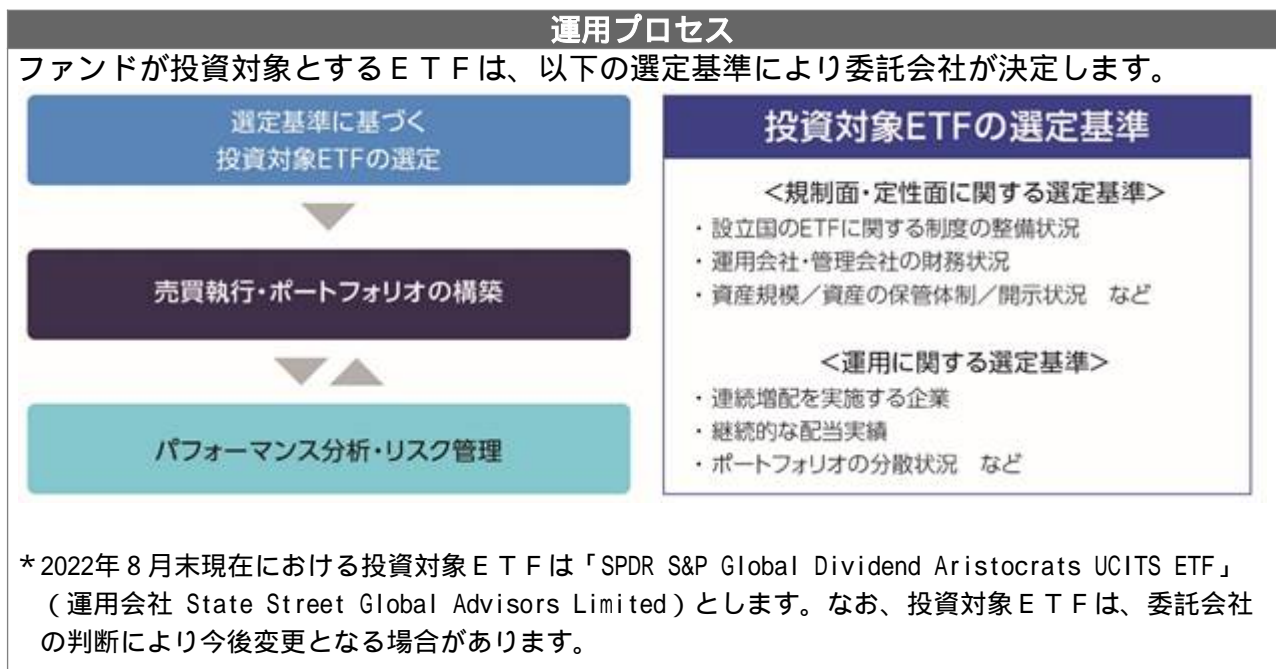 運用プロセス
ファンドが投資対象とするＥＴＦは、以下の選定基準により委託会社が決定します。
選定基準に基づく
投資対象ETFの選定
売買執行・ポートフォリオの構築
パフォーマンス分析・リスク管理
投資対象ETFの選定基準
＜規制面・定性面に関する選定基準＞
・設立国のETFに関する制度の整備状況
・運用会社・管理会社の財務状況
・資産規模／資産の保管体制／開示状況　など
＜運用に関する選定基準＞
・連続増配を実施する企業
・継続的な配当実績
・ポートフォリオの分散状況　など
＊2022年８月末現在における投資対象ＥＴＦは「SPDR S&P Global Dividend Aristocrats UCITS ETF」
（運用会社 State Street Global Advisors Limited）とします。なお、投資対象ＥＴＦは、委託会社
の判断により今後変更となる場合があります。